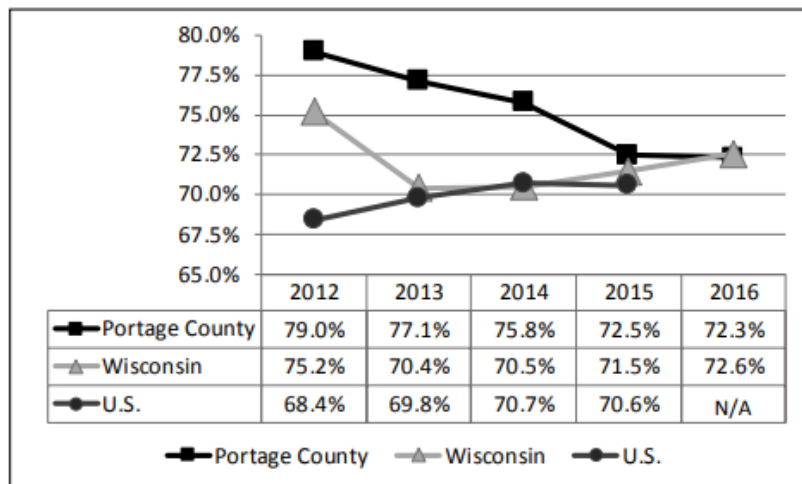 80.0%
77.5%
75.0%
72.5%
70.0%
67.5%
65.0%
2012 2013 2014 2015 2016
Portage County 79.0% 77.1% 75.8% 72.5% 72.3%
Wisconsin 75.2% 70.4% 70.5% 71.5% 72.6%
U.S. 68.4% 69.8% 70.7% 70.6% N/A
Portage County Wisconsin U.S.